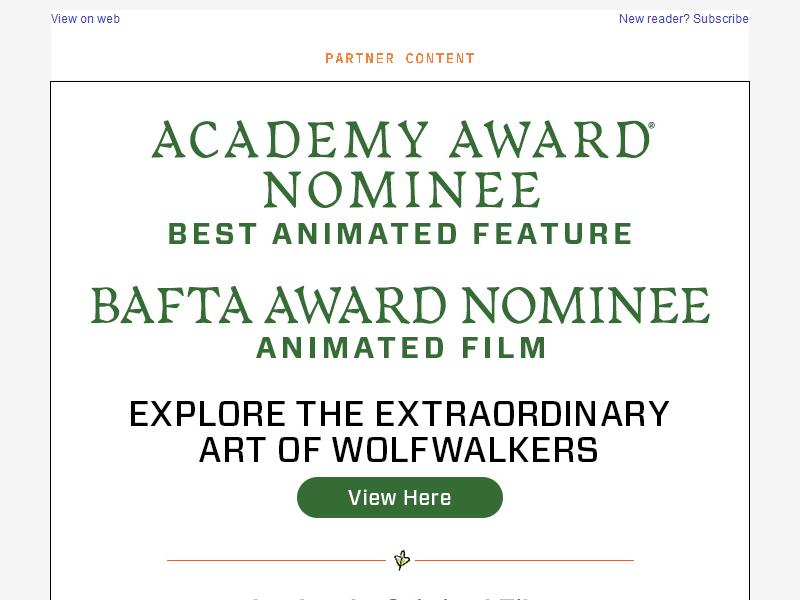 View on web
New reader? Subscribe
PARTNER CONTENT
ACADEMY AWARD®
NOMINEE
BEST ANIMATED FEATURE
BAFTA AWARD NOMINEE
ANIMATED FILM
EXPLORE THE EXTRAORDINARY
ART OF WOLFWALKERS
View Here